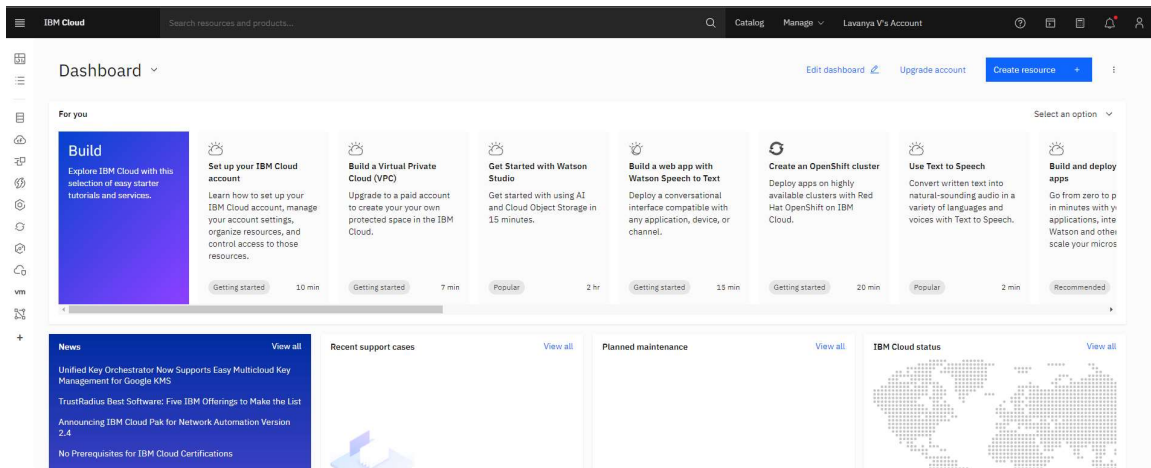 IBM Cloud
Search resources and products...
Catalog
Manage
Lavanya V's Account
Dashboard
Edit dashboard
Upgrade account
Create resource +
For you
Select an option
Build
Explore IBM Cloud with this
selection of easy starter
tutorials and services.
Set up your IBM Cloud
account
Learn how to set up your
IBM Cloud account, manage
your account settings,
organize resources, and
control access to those
resources.
Getting started
10 min
Build a Virtual Private
Cloud (VPC)
Upgrade to a paid account
to create your your own
protected space in the IBM
Cloud.
Getting started
7 min
Get Started with Watson
Studio
Get started with using AI
and Cloud Object Storage in
15 minutes.
Popular
2 hr
Build a web app with
Watson Speech to Text
Deploy a conversational
interface compatible with
any application, device, or
channel.
Getting started
15 min
Create an OpenShift cluster
Deploy apps on highly
available clusters with Red
Hat OpenShift on IBM
Cloud.
Getting started
20 min
Use Text to Speech
Convert written text into
natural-sounding audio in a
variety of languages and
voices with Text to Speech.
Popular
2 min
Build and deploy
apps
Go from zero to p
in minutes with y
applications, inte
Watson and other
scale your micros
Recommended
vm
News
View all
Unified Key Orchestrator Now Supports Easy Multicloud Key
Management for Google KMS
TrustRadius Best Software: Five IBM Offerings to Make the List
Announcing IBM Cloud Pak for Network Automation Version
2.4
No Prerequisites for IBM Cloud Certifications
Recent support cases
View all
Planned maintenance
View all
IBM Cloud status
View all